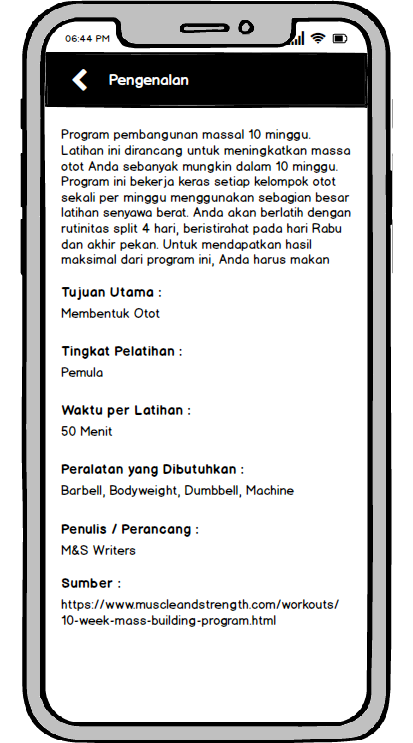 06:44 PM
Pengenalan
Program pembangunan massal 10 minggu.
Latihan ini dirancang untuk meningkatkan massa
otot Anda sebanyak mungkin dalam 10 minggu.
Program ini bekerja keras setiap kelompok otot
sekali per minggu menggunakan sebagian besar
latihan senyawa berat. Anda akan berlatih dengan
rutinitas split 4 hari, beristirahat pada hari Rabu
dan akhir pekan. Untuk mendapatkan hasil
maksimal dari program ini, Anda harus makan
Tujuan Utama :
Membentuk Otot
Tingkat Pelatihan :
Pemula
Waktu per Latihan :
50 Menit
Peralatan yang Dibutuhkan :
Barbell, Bodyweight, Dumbbell, Machine
Penulis / Perancang :
M&S Writers
Sumber :
https://www.muscleandstrength.com/workouts/
10-week-mass-building-program.html